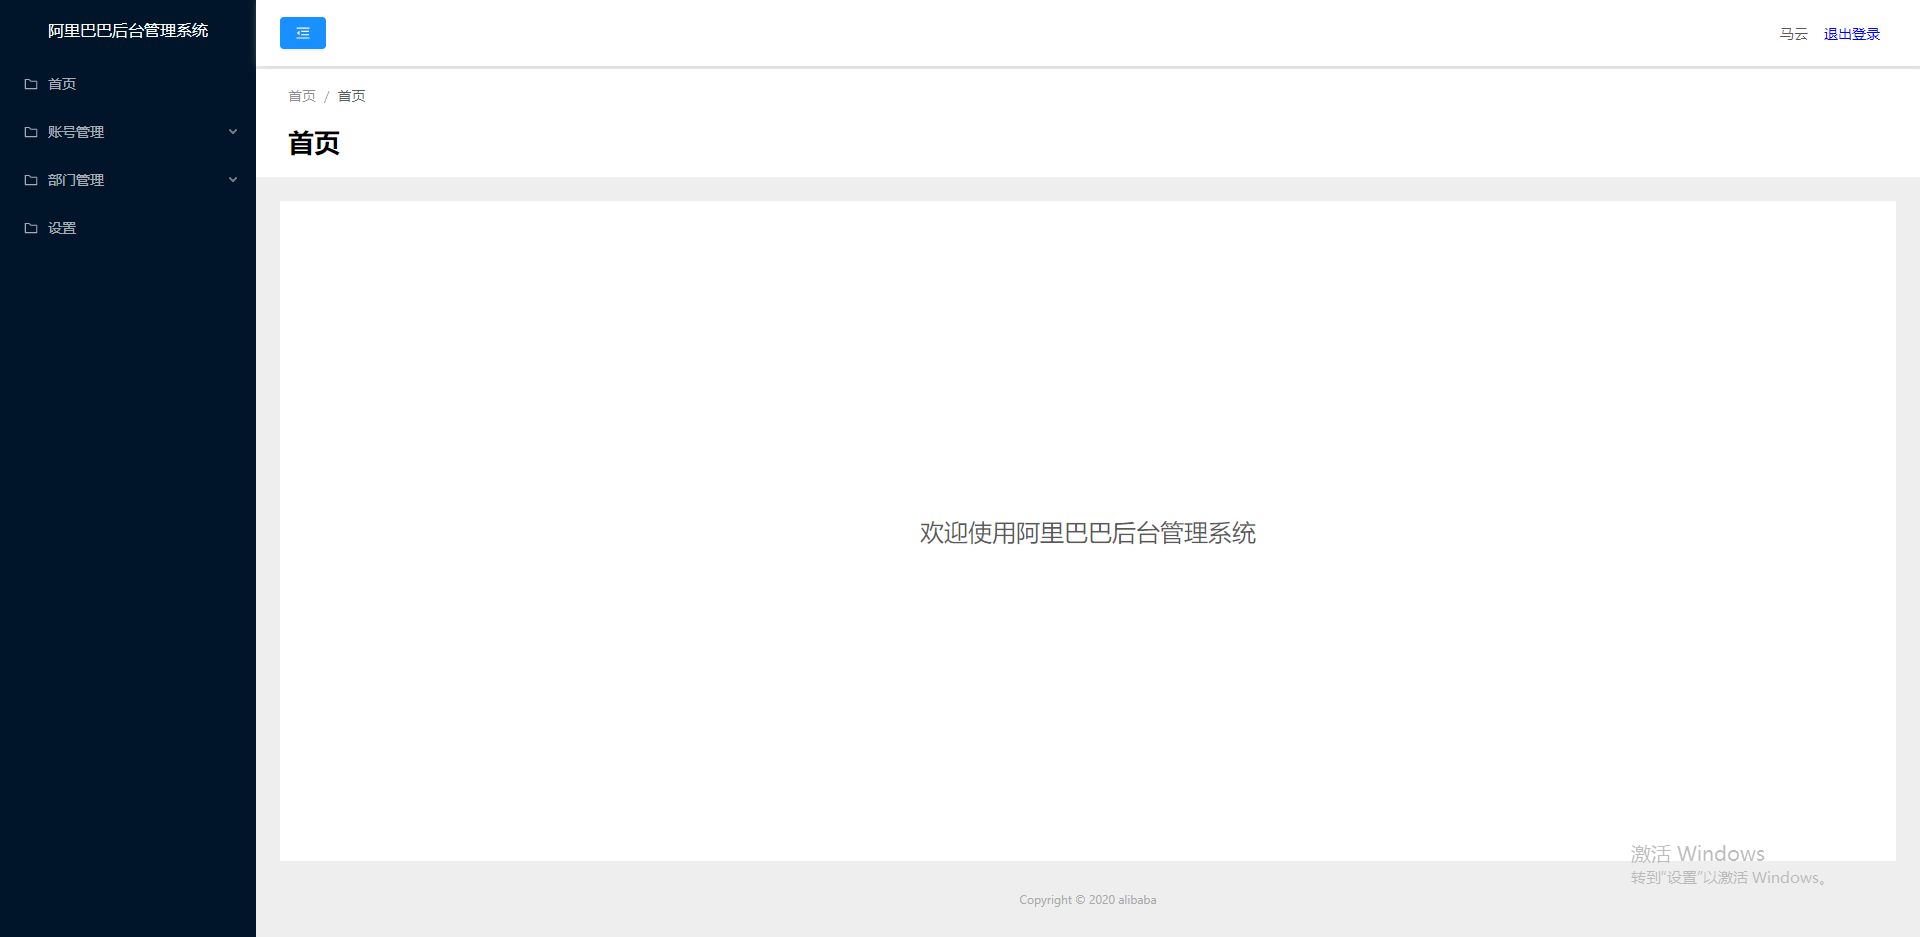 阿里巴巴后台管理系统
首页
账号管理
部门管理
设置
马云 退出登录
首页 / 首页
首页
欢迎使用阿里巴巴后台管理系统
激活 Windows
转到"设置"以激活 Windows。
Copyright © 2020 alibaba